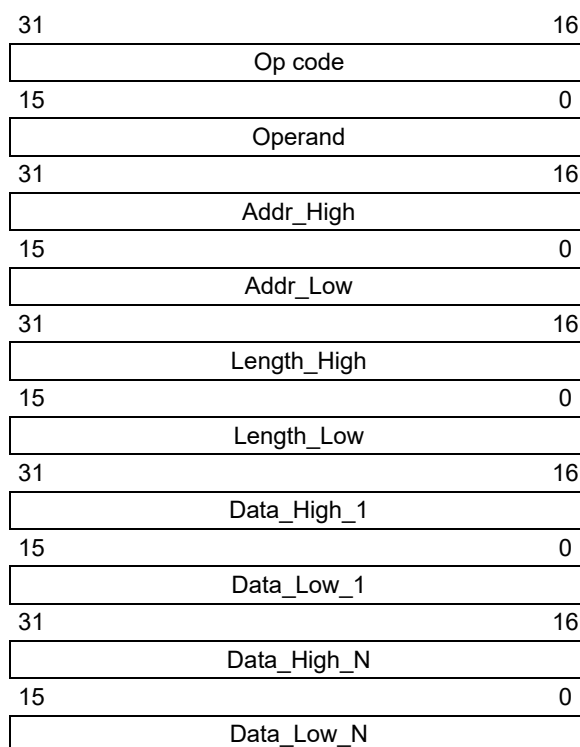 31 16
Op code
15 0
Operand
31 16
Addr_High
15 0
Addr_Low
31 16
Length_High
15 0
Length_Low
31 16
Data_High_1
15 0
Data_Low_1
31 16
Data_High_N
15 0
Data_Low_N